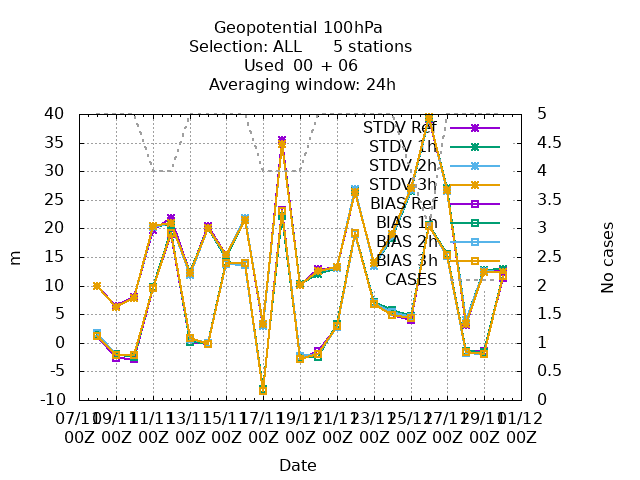 Geopotential 100hPa
Selection: ALL 5 stations
Used 00 + 06
Averaging window: 24h
40 5
35 4.5
30 4
25 3.5
20 3
15 2.5
10 2
5 1.5
0 1
-5 0.5
-10 0
m
No cases
STDV Ref
STDV 1h
STDV 2h
STDV 3h
BIAS Ref
BIAS 1h
BIAS 2h
BIAS 3h
CASES
07/11 09/11 11/11 13/11 15/11 17/11 19/11 21/11 23/11 25/11 27/11 29/11 01/12
00Z 00Z 00Z 00Z 00Z 00Z 00Z 00Z 00Z 00Z 00Z 00Z 00Z
Date